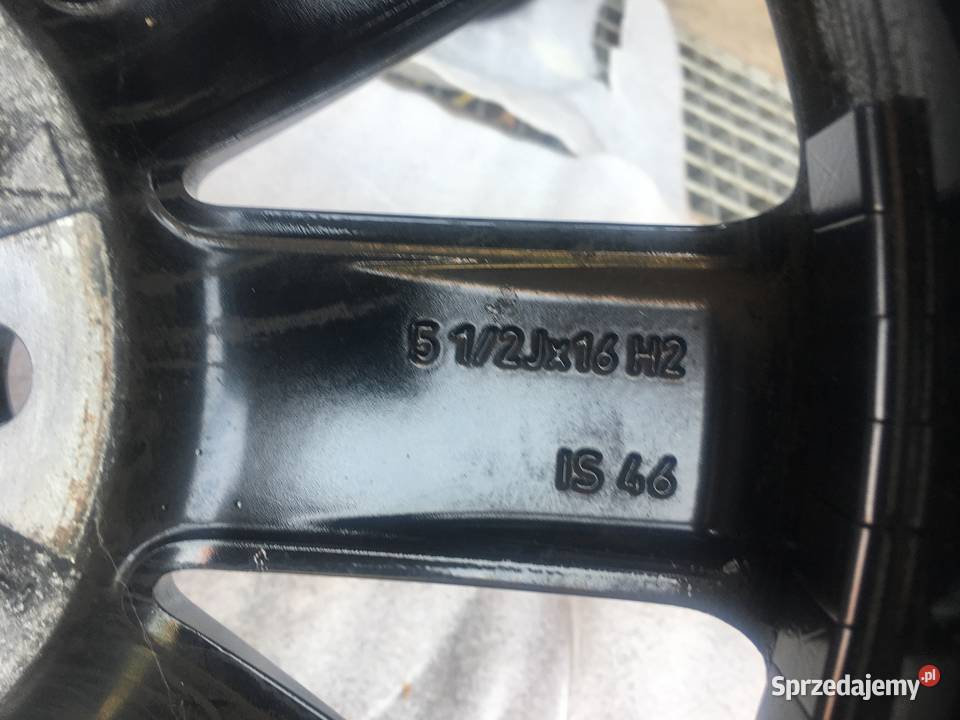 5 1/2Jx16 H2
IS 46
Sprzedajemy.pl